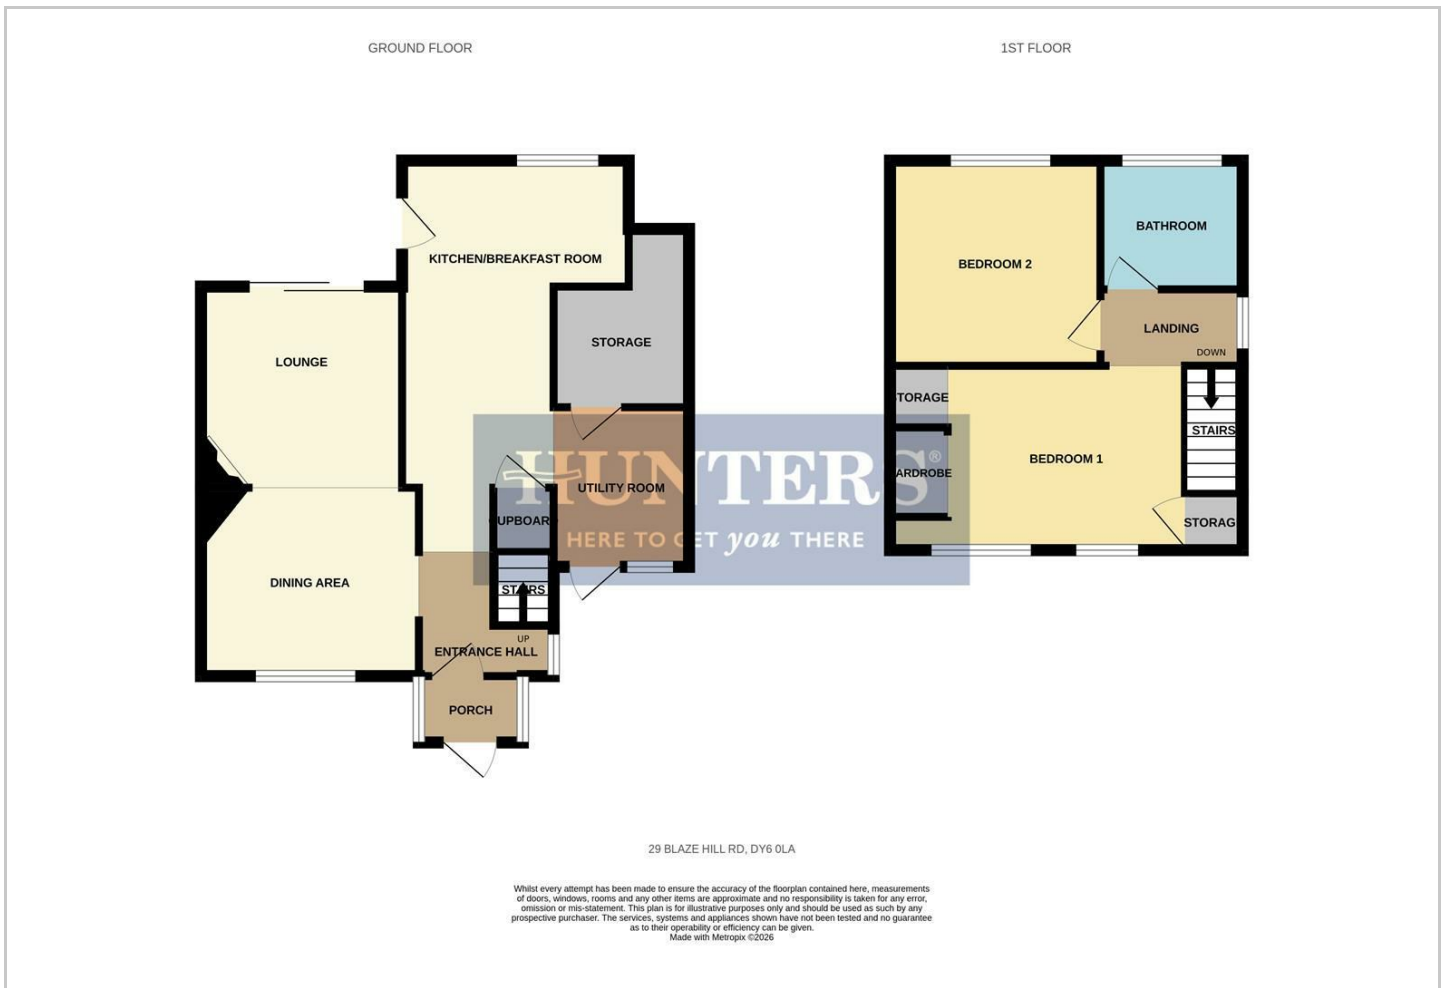 GROUND FLOOR
1ST FLOOR
KITCHEN/BREAKFAST ROOM
LOUNGE
STORAGE
UTILITY ROOM
CUPBOARD
DINING AREA
STAIRS
UP
ENTRANCE HALL
PORCH
BEDROOM 2
BATHROOM
LANDING
DOWN
STORAGE
STAIRS
BEDROOM 1
WARDROBE
STORAG
HUNTERS®
HERE TO GET you THERE
29 BLAZE HILL RD, DY6 0LA
Whilst every attempt has been made to ensure the accuracy of the floorplan contained here, measurements
of doors, windows, rooms and any other items are approximate and no responsibility is taken for any error,
omission or mis-statement. This plan is for illustrative purposes only and should be used as such by any
prospective purchaser. The services, systems and appliances shown have not been tested and no guarantee
as to their operability or efficiency can be given.
Made with Metropix ©2026